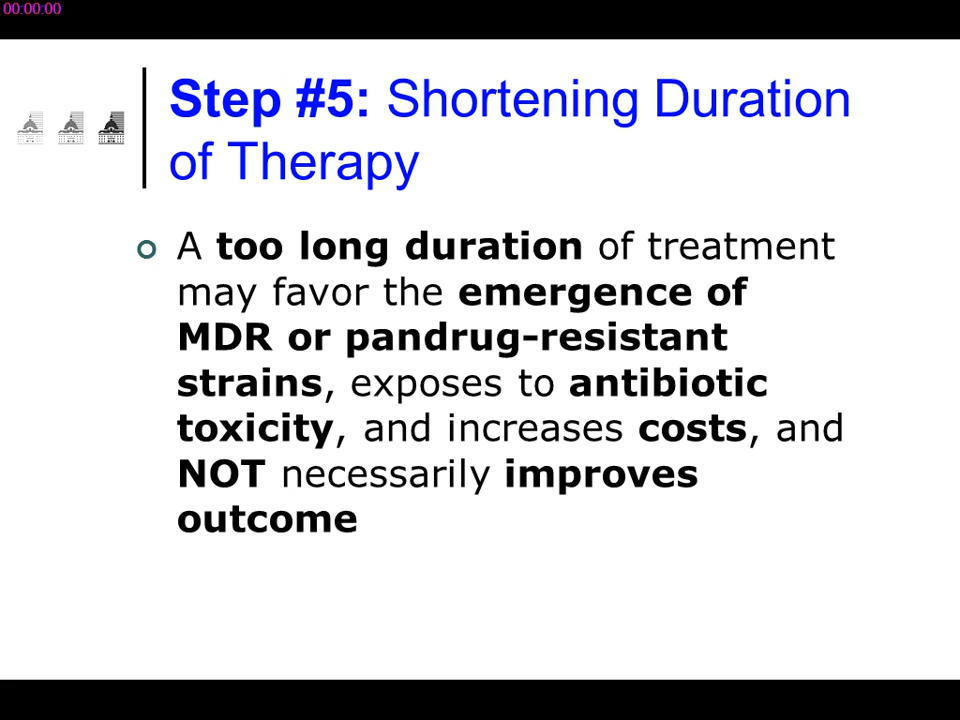 00:00:00
Step #5: Shortening Duration
of Therapy
A too long duration of treatment
may favor the emergence of
MDR or pandrug-resistant
strains, exposes to antibiotic
toxicity, and increases costs, and
NOT necessarily improves
outcome